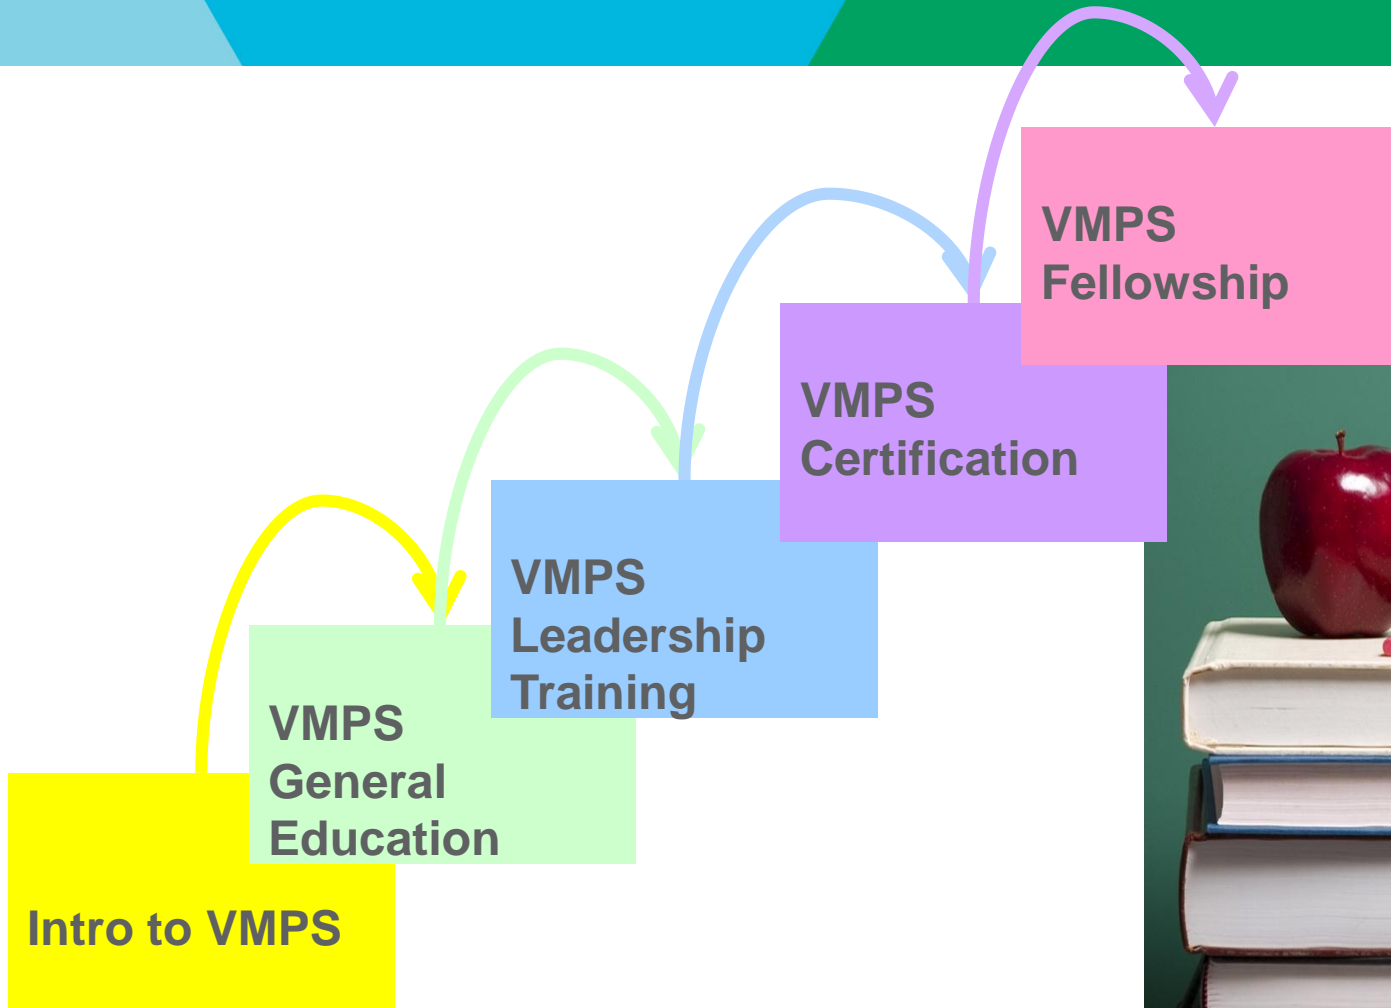 VMPS
Fellowship
VMPS
Certification
VMPS
Leadership
Training
VMPS
General
Education
Intro to VMPS